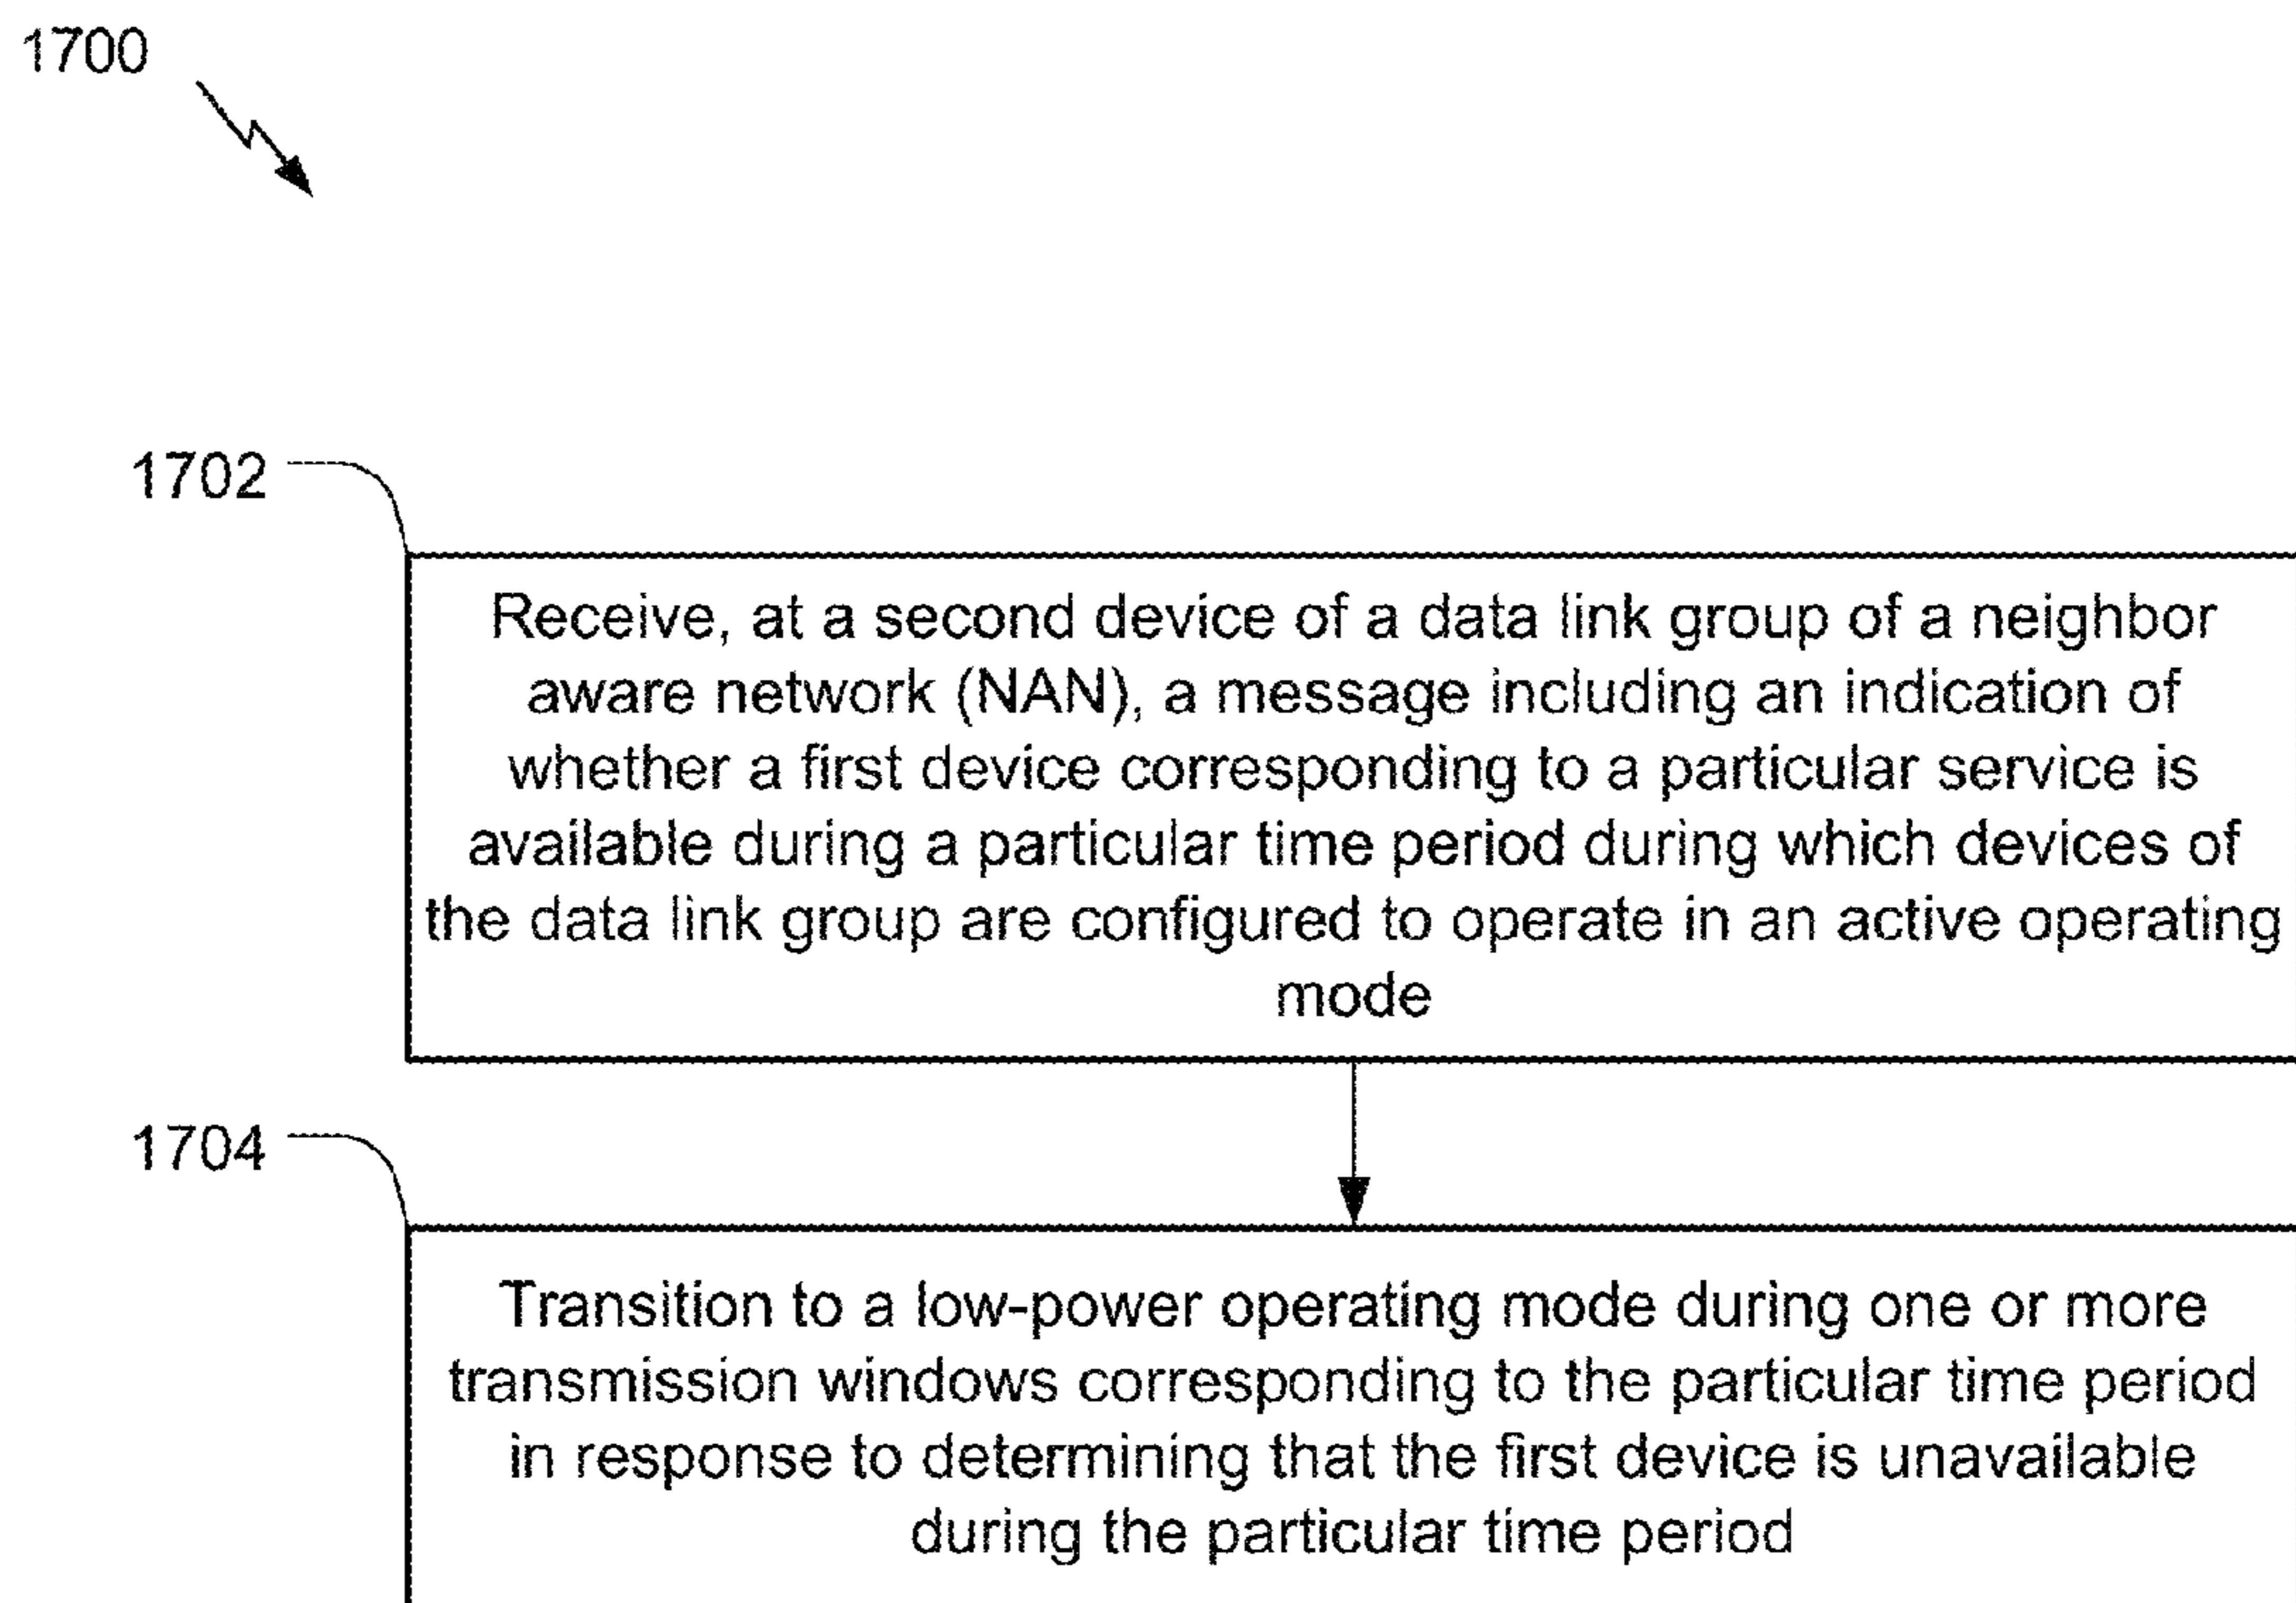 1700
1702
Receive, at a second device of a data link group of a neighbor
aware network (NAN), a message including an indication of
whether a first device corresponding to a particular service is
available during a particular time period during which devices of
the data link group are configured to operate in an active operating
mode
1704
Transition to a low-power operating mode during one or more
transmission windows corresponding to the particular time period
in response to determining that the first device is unavailable
during the particular time period